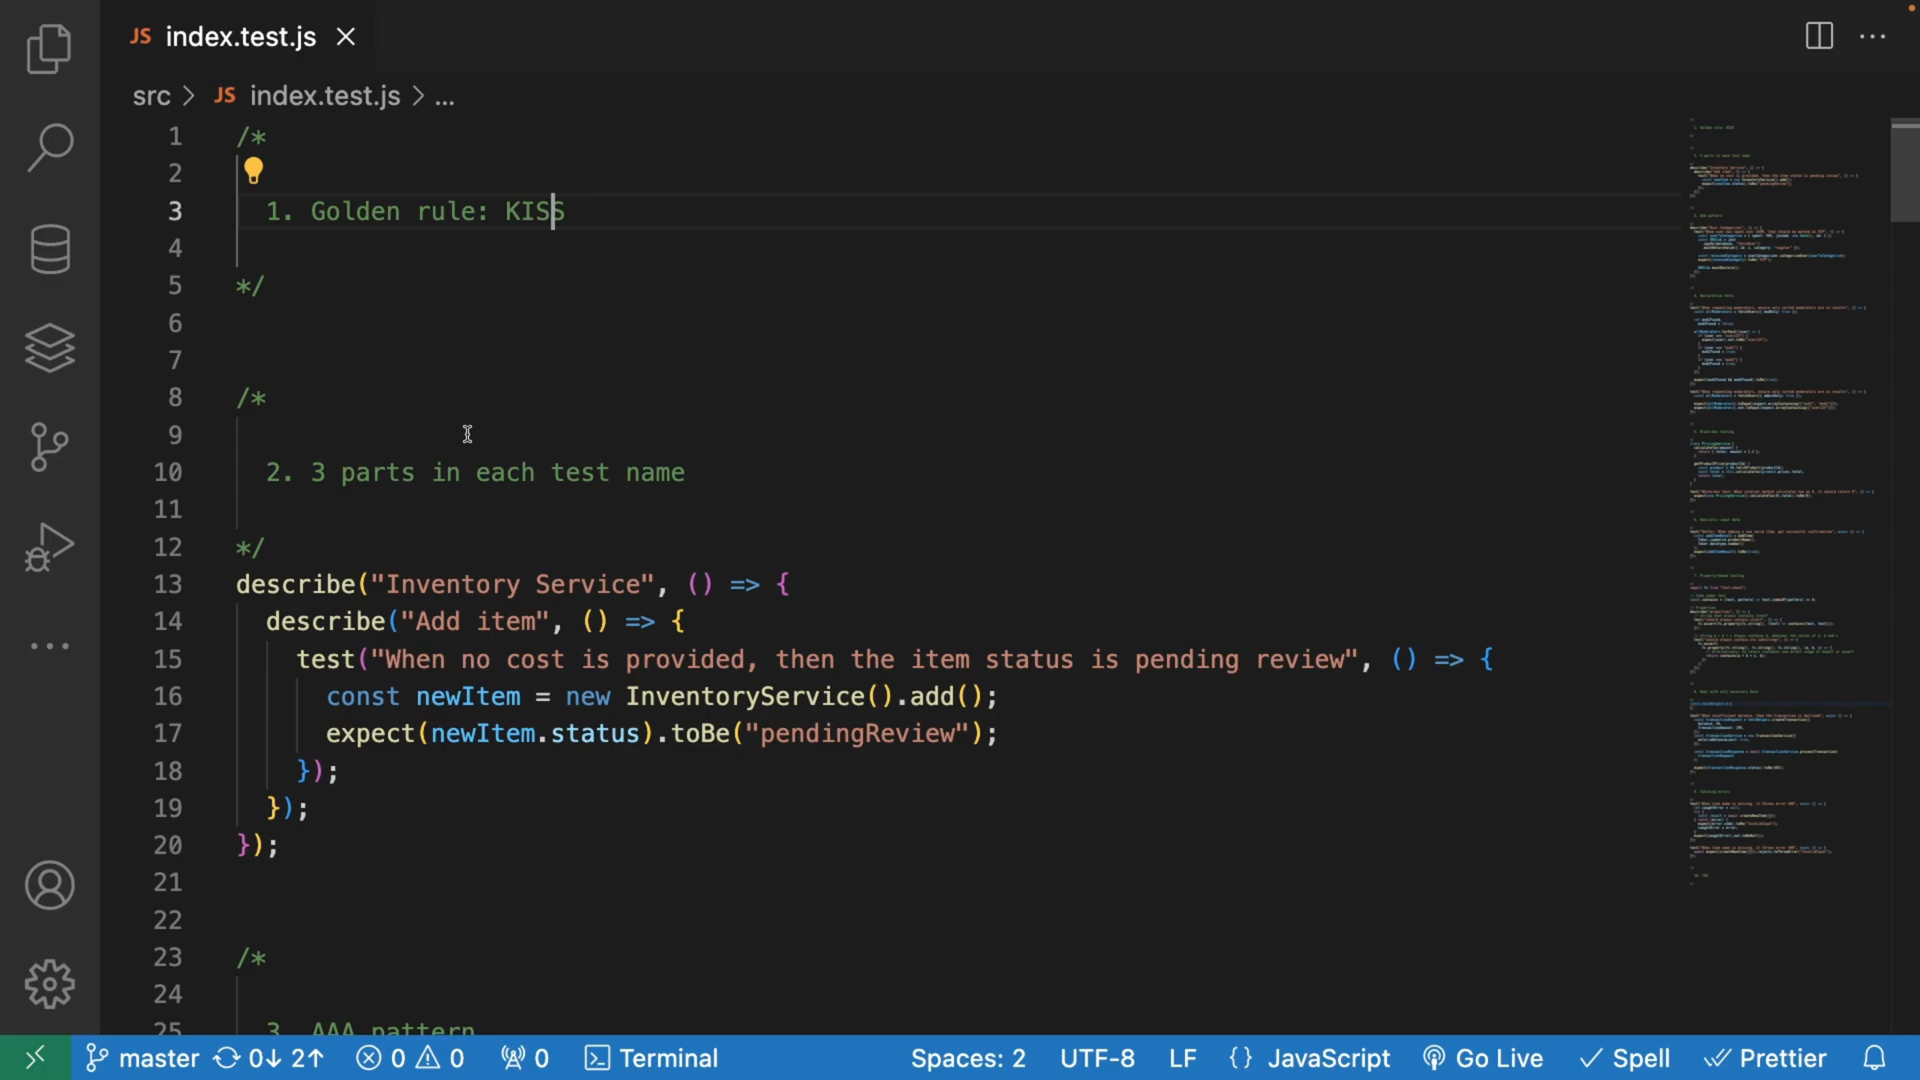 JS index.test.js
src > JS index.test.js > ...
1 /*
2
3 1. Golden rule: KISS
4
5 */
6
7
8 /*
9
10 2. 3 parts in each test name
11
12 */
13 describe("Inventory Service", () => {
14 describe("Add item", () => {
15 test("When no cost is provided, then the item status is pending review", () => {
16 const newItem = new InventoryService().add();
17 expect(newItem.status).toBe("pendingReview");
18 });
19 });
20 });
21
22
23 /*
24
25 3. AAA pattern
master 0↓ 2↑ 0 0 0 Terminal Spaces: 2 UTF-8 LF {} JavaScript Go Live Spell Prettier